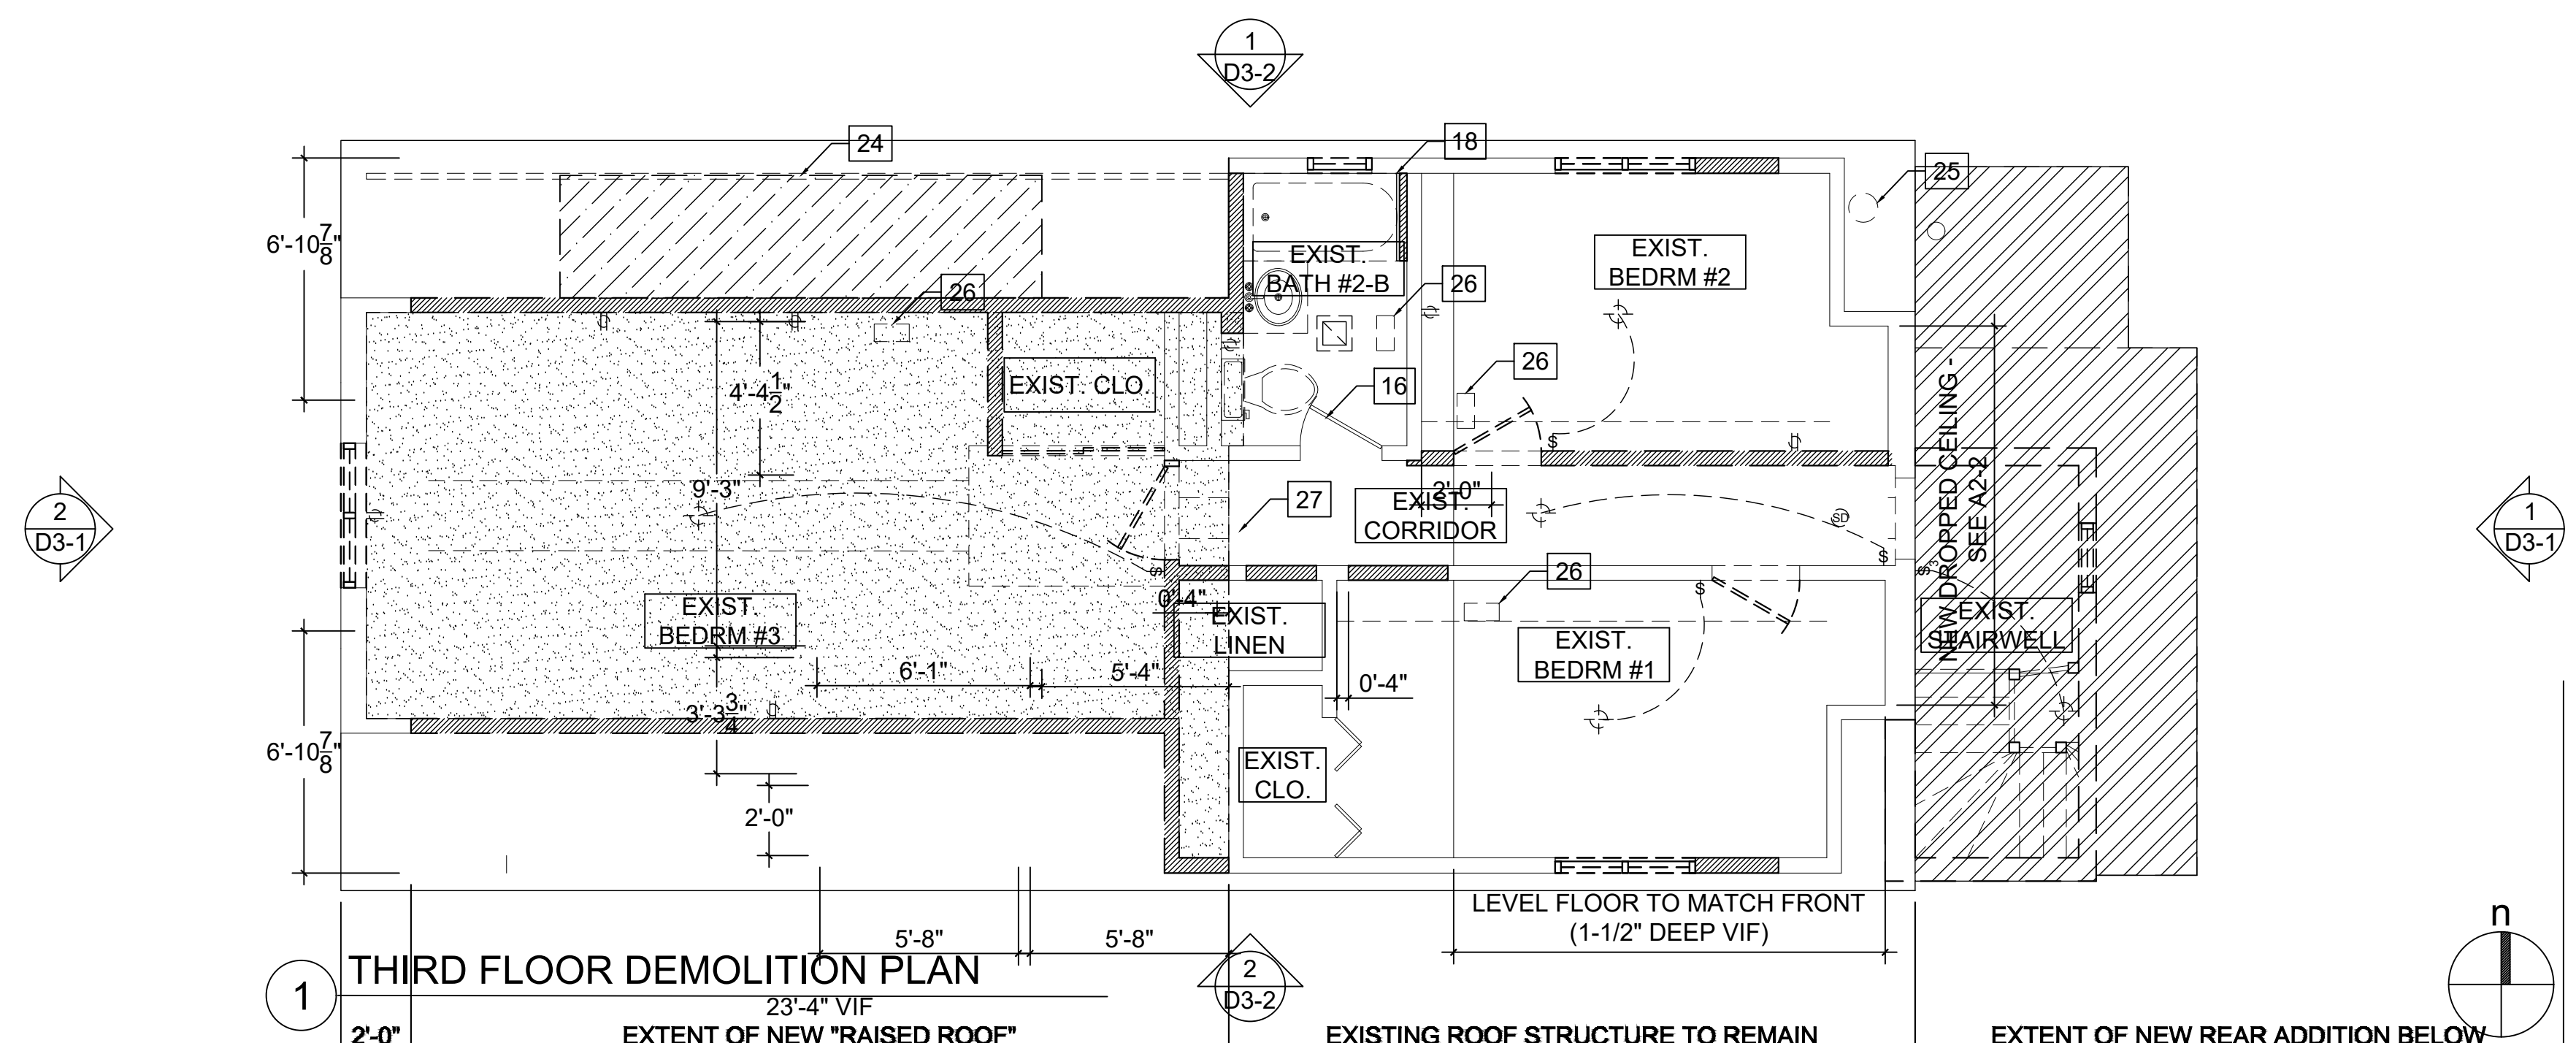 1
D3-2
24
18
25
6'-10 7/8"
EXIST.
BATH #2-B
EXIST.
BEDRM #2
26
26
26
4'-4 1/2"
EXIST. CLO.
16
9'-3"
2'-0"
27
EXIST.
CORRIDOR
SD
NEW DROPPED CEILING -
SEE A2-2
2
D3-1
1
D3-1
26
$
$
$
$
$3
0'-4"
EXIST.
BEDRM #3
EXIST.
LINEN
EXIST.
BEDRM #1
EXIST.
STAIRWELL
6'-1"
5'-4"
0'-4"
3'-3 3/4"
6'-10 7/8"
EXIST.
CLO.
2'-0"
LEVEL FLOOR TO MATCH FRONT
(1-1/2" DEEP VIF)
n
5'-8"
5'-8"
1
THIRD FLOOR DEMOLITION PLAN
23'-4" VIF
2
D3-2
2'-0"
EXTENT OF NEW "RAISED ROOF"
EXISTING ROOF STRUCTURE TO REMAIN
EXTENT OF NEW REAR ADDITION BELOW